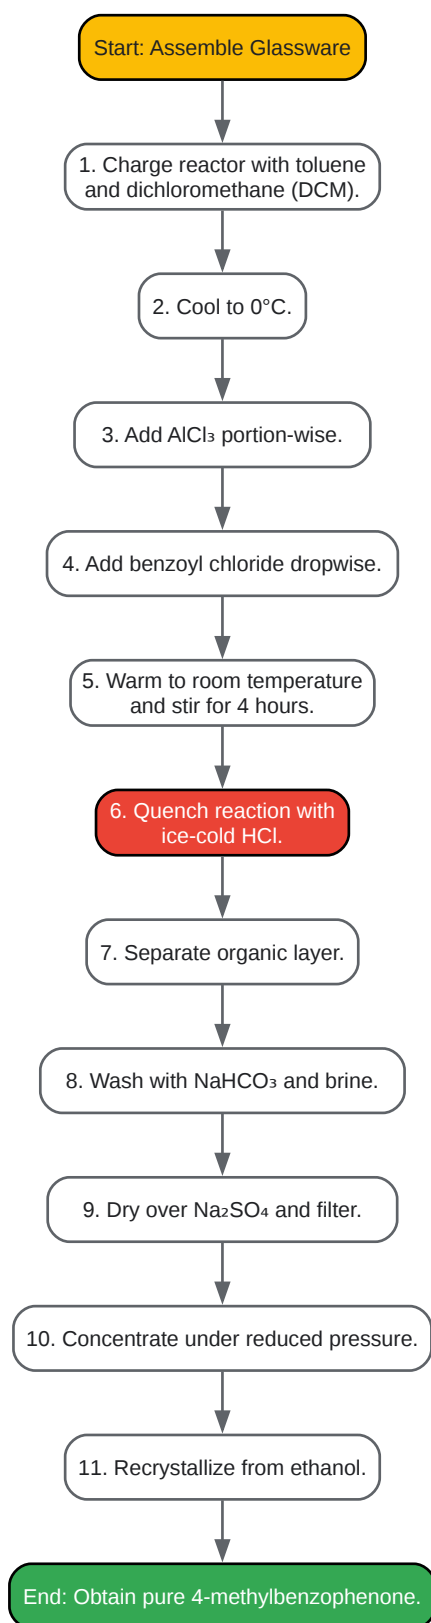 Start: Assemble Glassware
1. Charge reactor with toluene
and dichloromethane (DCM).
2. Cool to 0°C.
3. Add AlCl₃ portion-wise.
4. Add benzoyl chloride dropwise.
5. Warm to room temperature
and stir for 4 hours.
6. Quench reaction with
ice-cold HCl.
7. Separate organic layer.
8. Wash with NaHCO₃ and brine.
9. Dry over Na₂SO₄ and filter.
10. Concentrate under reduced pressure.
11. Recrystallize from ethanol.
End: Obtain pure 4-methylbenzophenone.